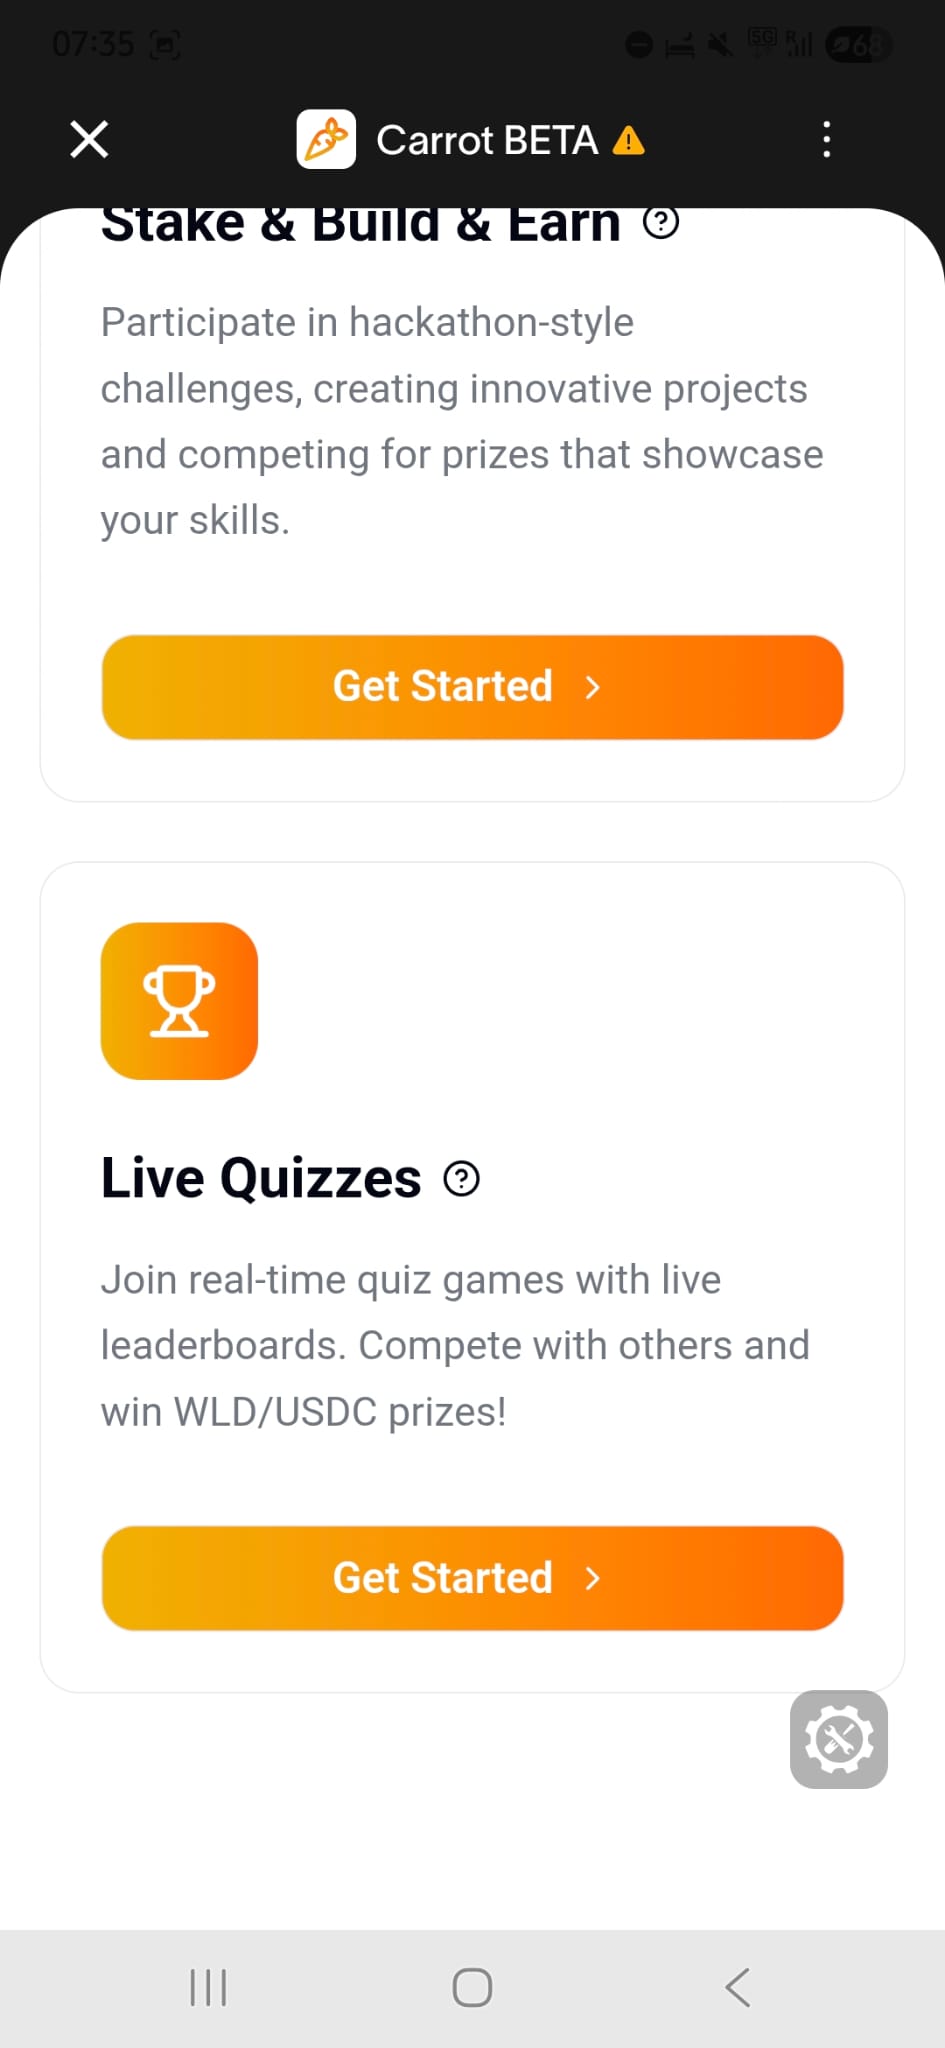 07:35
5G R 68
Carrot BETA
Stake & Build & Earn
Participate in hackathon-style
challenges, creating innovative projects
and competing for prizes that showcase
your skills.
Get Started
Live Quizzes
Join real-time quiz games with live
leaderboards. Compete with others and
win WLD/USDC prizes!
Get Started